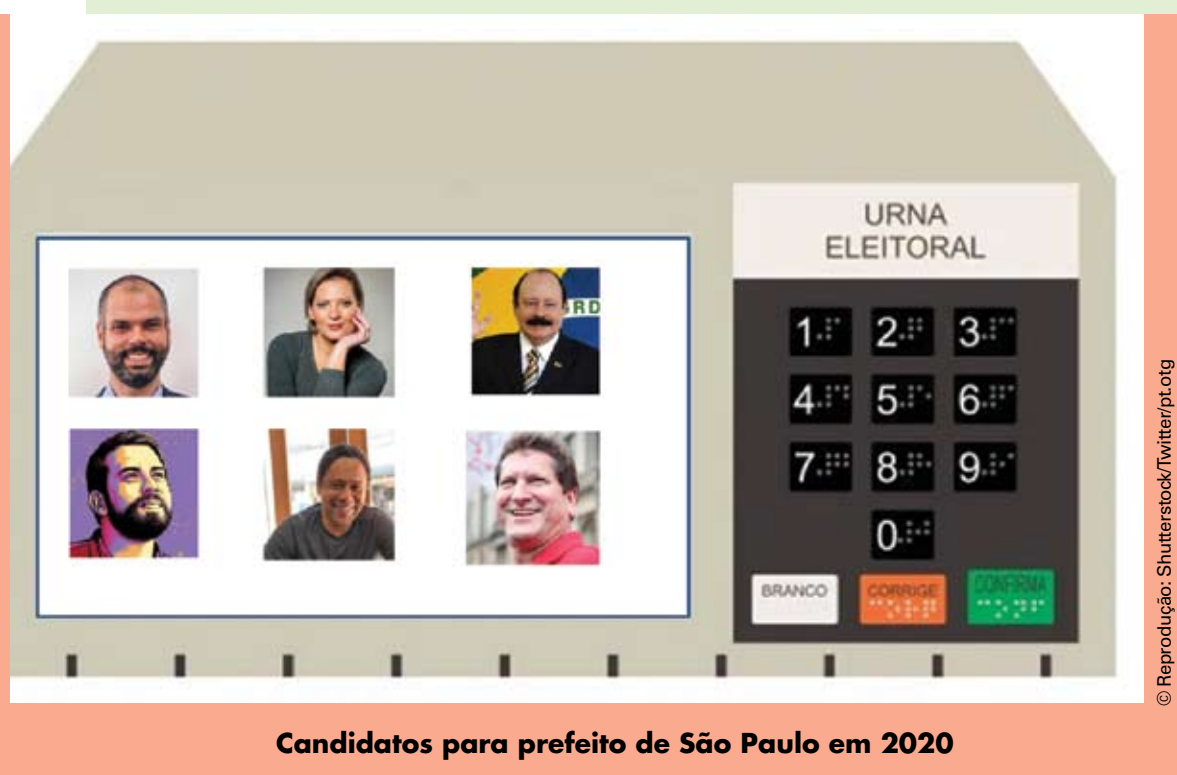 RD
URNA
ELEITORAL
1 2 3
4 5 6
7 8 9
0
BRANCO CORRIGE CONFIRMA
© Reprodução: Shutterstock/Twitter/pt.otg
Candidatos para prefeito de São Paulo em 2020